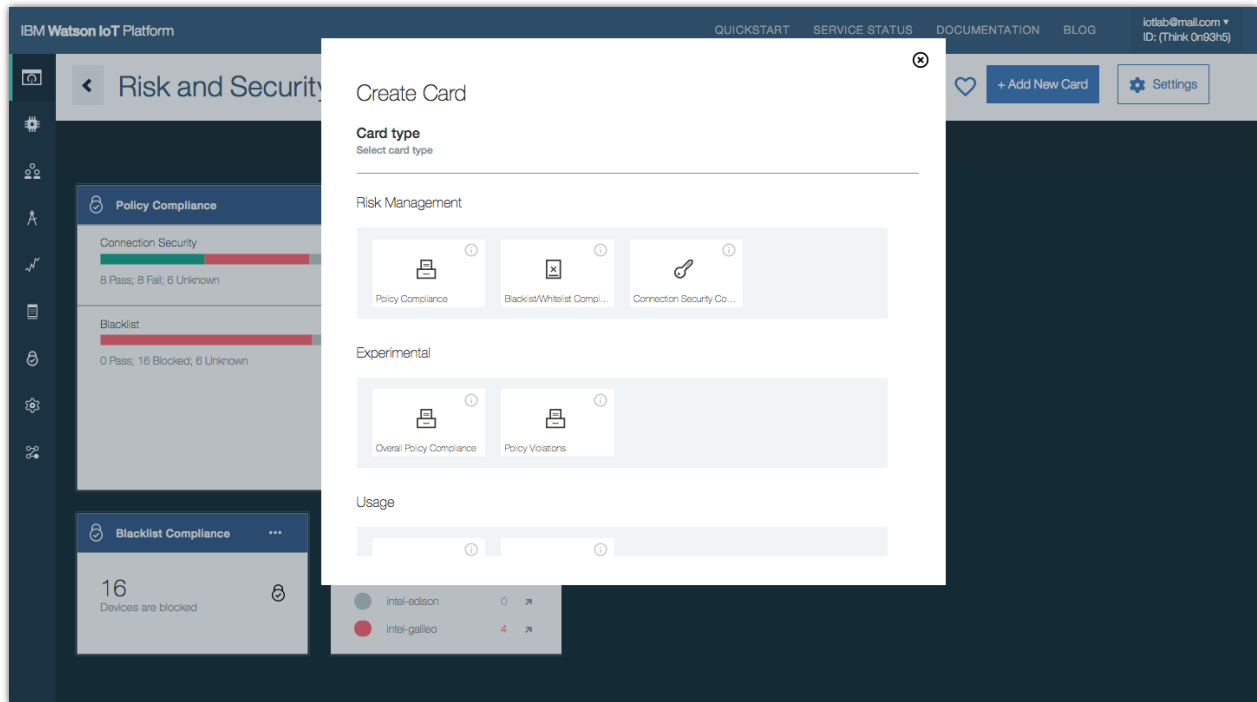 IBM Watson IoT Platform
QUICKSTART SERVICE STATUS DOCUMENTATION BLOG
iotlab@mail.com ▾
ID: (Think 0n93h5)
Risk and Security
+ Add New Card
Settings
Create Card
Card type
Select card type
Risk Management
Policy Compliance
Blacklist/Whitelist Compl...
Connection Security Co...
Experimental
Overall Policy Compliance
Policy Violations
Usage
Policy Compliance
Connection Security
8 Pass; 8 Fail; 6 Unknown
Blacklist
0 Pass; 16 Blocked; 6 Unknown
Blacklist Compliance
16
Devices are blocked
intel-edison 0
intel-galileo 4